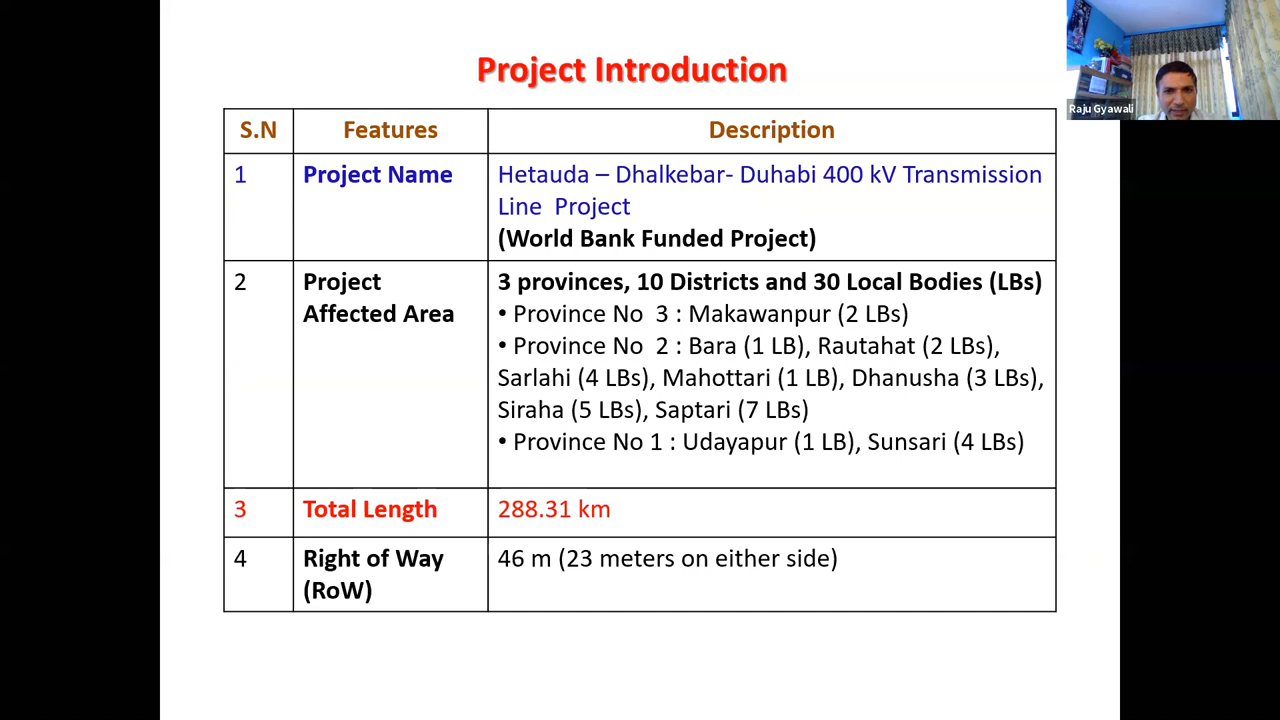 Project Introduction
S.N Features Description
1 Project Name Hetauda – Dhalkebar- Duhabi 400 kV Transmission
Line Project
(World Bank Funded Project)
2 Project 3 provinces, 10 Districts and 30 Local Bodies (LBs)
Affected Area • Province No 3 : Makawanpur (2 LBs)
• Province No 2 : Bara (1 LB), Rautahat (2 LBs),
Sarlahi (4 LBs), Mahottari (1 LB), Dhanusha (3 LBs),
Siraha (5 LBs), Saptari (7 LBs)
• Province No 1 : Udayapur (1 LB), Sunsari (4 LBs)
3 Total Length 288.31 km
4 Right of Way 46 m (23 meters on either side)
(RoW)
Raju Gyawali